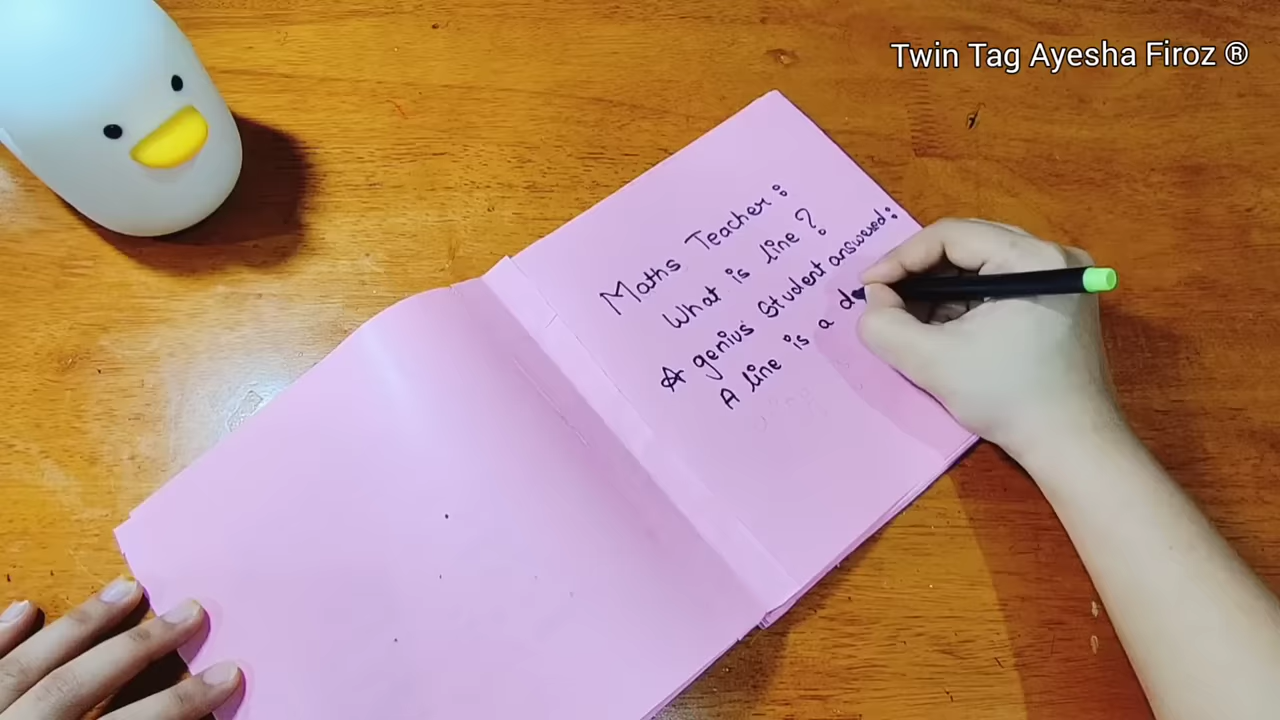 Twin Tag Ayesha Firoz ®
Maths Teacher:
What is line?
A genius Student answered:
A line is a d